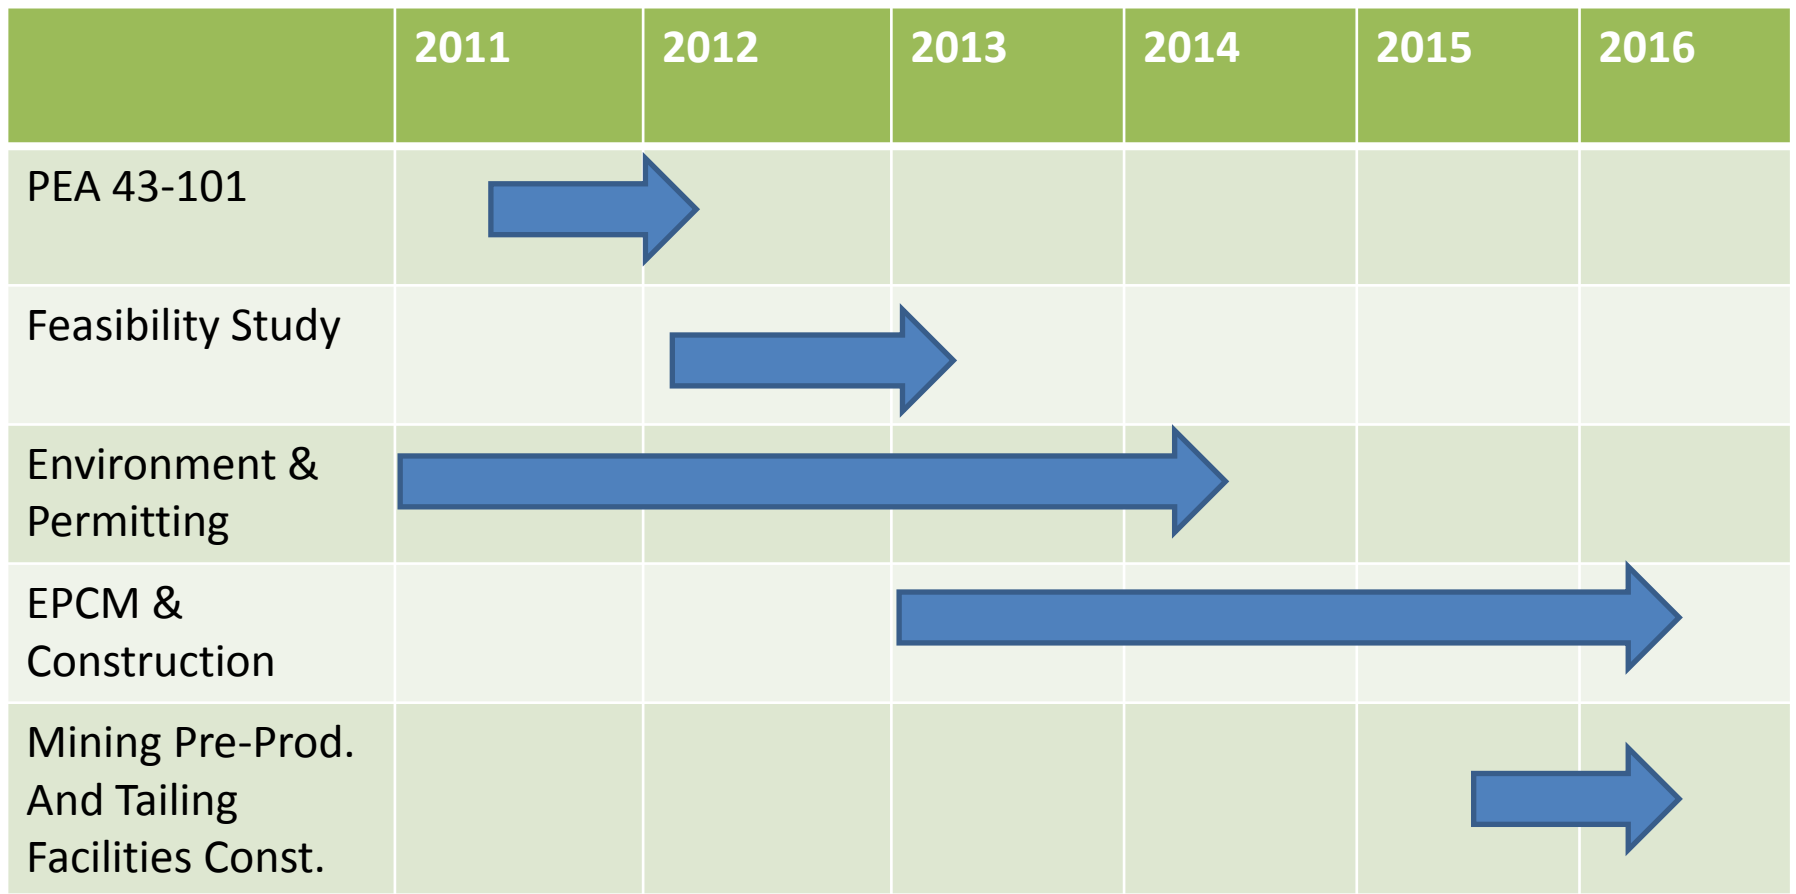 2011 2012 2013 2014 2015 2016
PEA 43-101
Feasibility Study
Environment &
Permitting
EPCM &
Construction
Mining Pre-Prod.
And Tailing
Facilities Const.